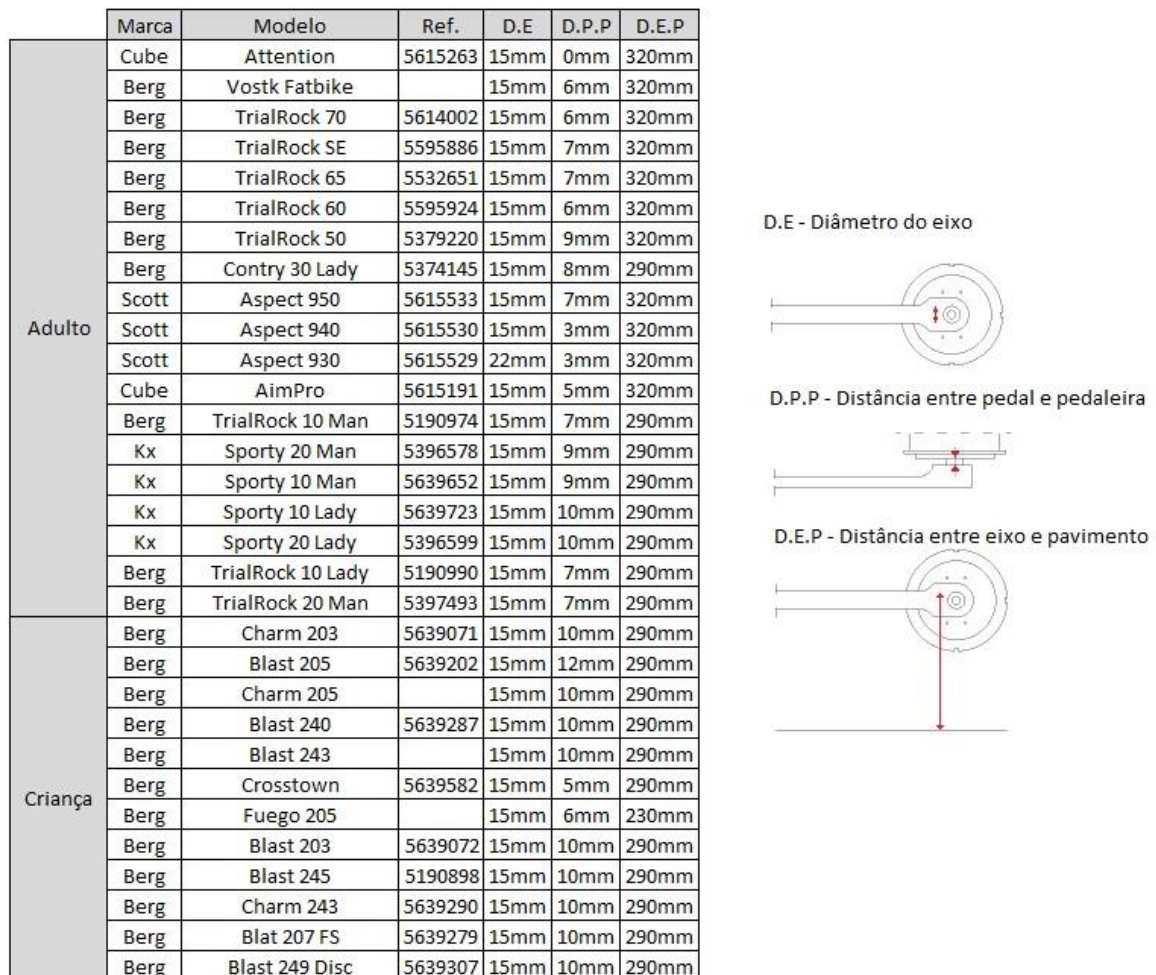 Marca Modelo Ref. D.E D.P.P D.E.P
Adulto
Cube Attention 5615263 15mm 0mm 320mm
Berg Vostk Fatbike 15mm 6mm 320mm
Berg TrialRock 70 5614002 15mm 6mm 320mm
Berg TrialRock SE 5595886 15mm 7mm 320mm
Berg TrialRock 65 5532651 15mm 7mm 320mm
Berg TrialRock 60 5595924 15mm 6mm 320mm
Berg TrialRock 50 5379220 15mm 9mm 320mm
Berg Contry 30 Lady 5374145 15mm 8mm 290mm
Scott Aspect 950 5615533 15mm 7mm 320mm
Scott Aspect 940 5615530 15mm 3mm 320mm
Scott Aspect 930 5615529 22mm 3mm 320mm
Cube AimPro 5615191 15mm 5mm 320mm
Berg TrialRock 10 Man 5190974 15mm 7mm 290mm
Kx Sporty 20 Man 5396578 15mm 9mm 290mm
Kx Sporty 10 Man 5639652 15mm 9mm 290mm
Kx Sporty 10 Lady 5639723 15mm 10mm 290mm
Kx Sporty 20 Lady 5396599 15mm 10mm 290mm
Berg TrialRock 10 Lady 5190990 15mm 7mm 290mm
Berg TrialRock 20 Man 5397493 15mm 7mm 290mm
Criança
Berg Charm 203 5639071 15mm 10mm 290mm
Berg Blast 205 5639202 15mm 12mm 290mm
Berg Charm 205 15mm 10mm 290mm
Berg Blast 240 5639287 15mm 10mm 290mm
Berg Blast 243 15mm 10mm 290mm
Berg Crosstown 5639582 15mm 5mm 290mm
Berg Fuego 205 15mm 6mm 230mm
Berg Blast 203 5639072 15mm 10mm 290mm
Berg Blast 245 5190898 15mm 10mm 290mm
Berg Charm 243 5639290 15mm 10mm 290mm
Berg Blat 207 FS 5639279 15mm 10mm 290mm
Berg Blast 249 Disc 5639307 15mm 10mm 290mm
D.E - Diâmetro do eixo
D.P.P - Distância entre pedal e pedaleira
D.E.P - Distância entre eixo e pavimento